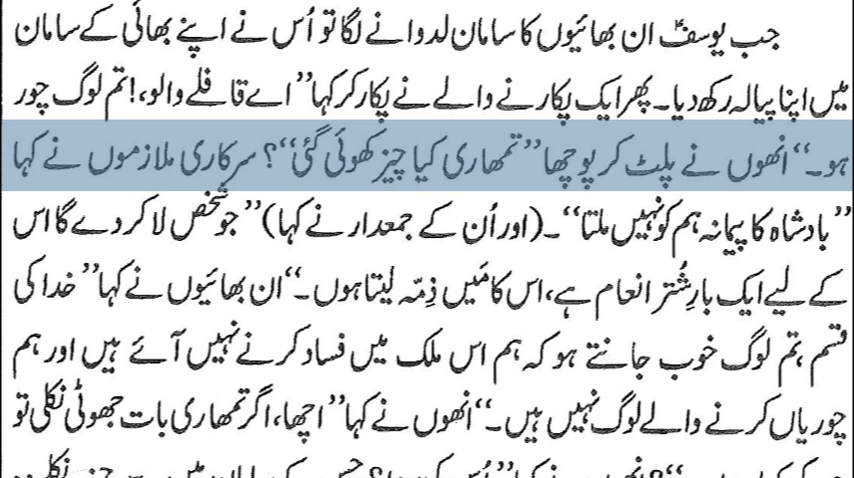 جب یوسفؑ ان بھائیوں کا سامان لدوانے لگا تو اُس نے اپنے بھائی کے سامان
میں اپنا پیالہ رکھ دیا۔ پھر ایک پکارنے والے نے پکار کر کہا ”اے قافلے والو،! تم لوگ چور
ہو۔“ انھوں نے پلٹ کر پوچھا ”تمھاری کیا چیز کھوئی گئی“؟ سرکاری ملازموں نے کہا
”بادشاہ کا پیمانہ ہم کو نہیں ملتا“۔ (اور اُن کے جمعدار نے کہا) ”جو شخص لا کر دے گا اس
کے لیے ایک بارِ شُتر انعام ہے، اس کا مَیں ذِمّہ لیتا ہوں۔“ ان بھائیوں نے کہا ”خدا کی
قسم، تم لوگ خوب جانتے ہو کہ ہم اس ملک میں فساد کرنے نہیں آئے ہیں اور ہم
چوریاں کرنے والے لوگ نہیں ہیں۔“ انھوں نے کہا ”اچھا، اگر تمھاری بات جھوٹی نکلی تو